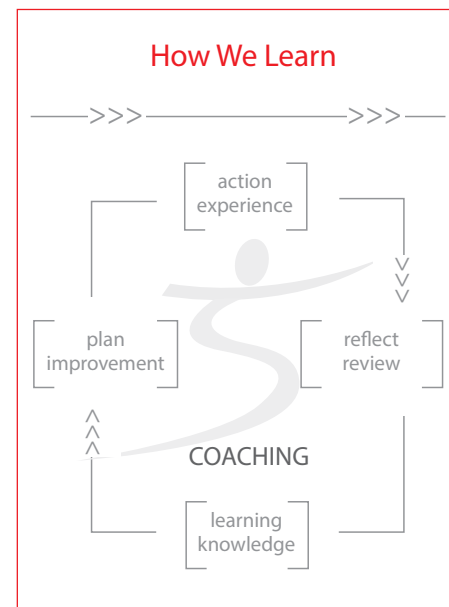 How We Learn
action
experience
plan
improvement
reflect
review
COACHING
learning
knowledge